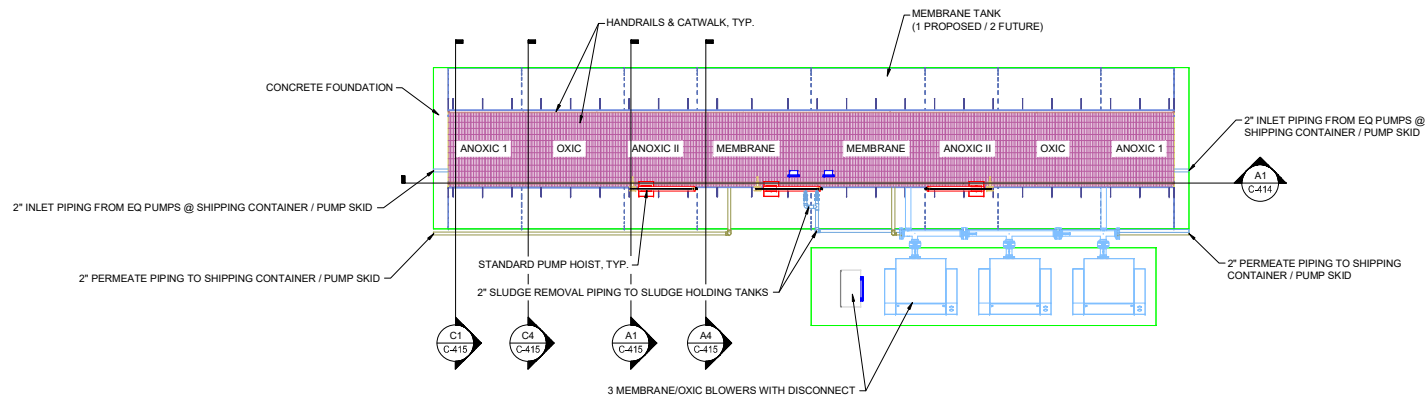 MEMBRANE TANK
(1 PROPOSED / 2 FUTURE)
HANDRAILS & CATWALK, TYP.
CONCRETE FOUNDATION
2" INLET PIPING FROM EQ PUMPS @
SHIPPING CONTAINER / PUMP SKID
ANOXIC 1
OXIC
ANOXIC II
MEMBRANE
MEMBRANE
ANOXIC II
OXIC
ANOXIC 1
A1
C-414
2" INLET PIPING FROM EQ PUMPS @ SHIPPING CONTAINER / PUMP SKID
2" PERMEATE PIPING TO SHIPPING CONTAINER / PUMP SKID
STANDARD PUMP HOIST, TYP.
2" SLUDGE REMOVAL PIPING TO SLUDGE HOLDING TANKS
2" PERMEATE PIPING TO SHIPPING
CONTAINER / PUMP SKID
C1
C-415
C4
C-415
A1
C-415
A4
C-415
3 MEMBRANE/OXIC BLOWERS WITH DISCONNECT